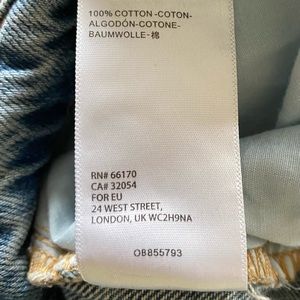 100% COTTON -COTON-
ALGODÓN-COTONE-
BAUMWOLLE-棉
RN# 66170
CA# 32054
FOR EU
24 WEST STREET,
LONDON, UK WC2H9NA
OB855793